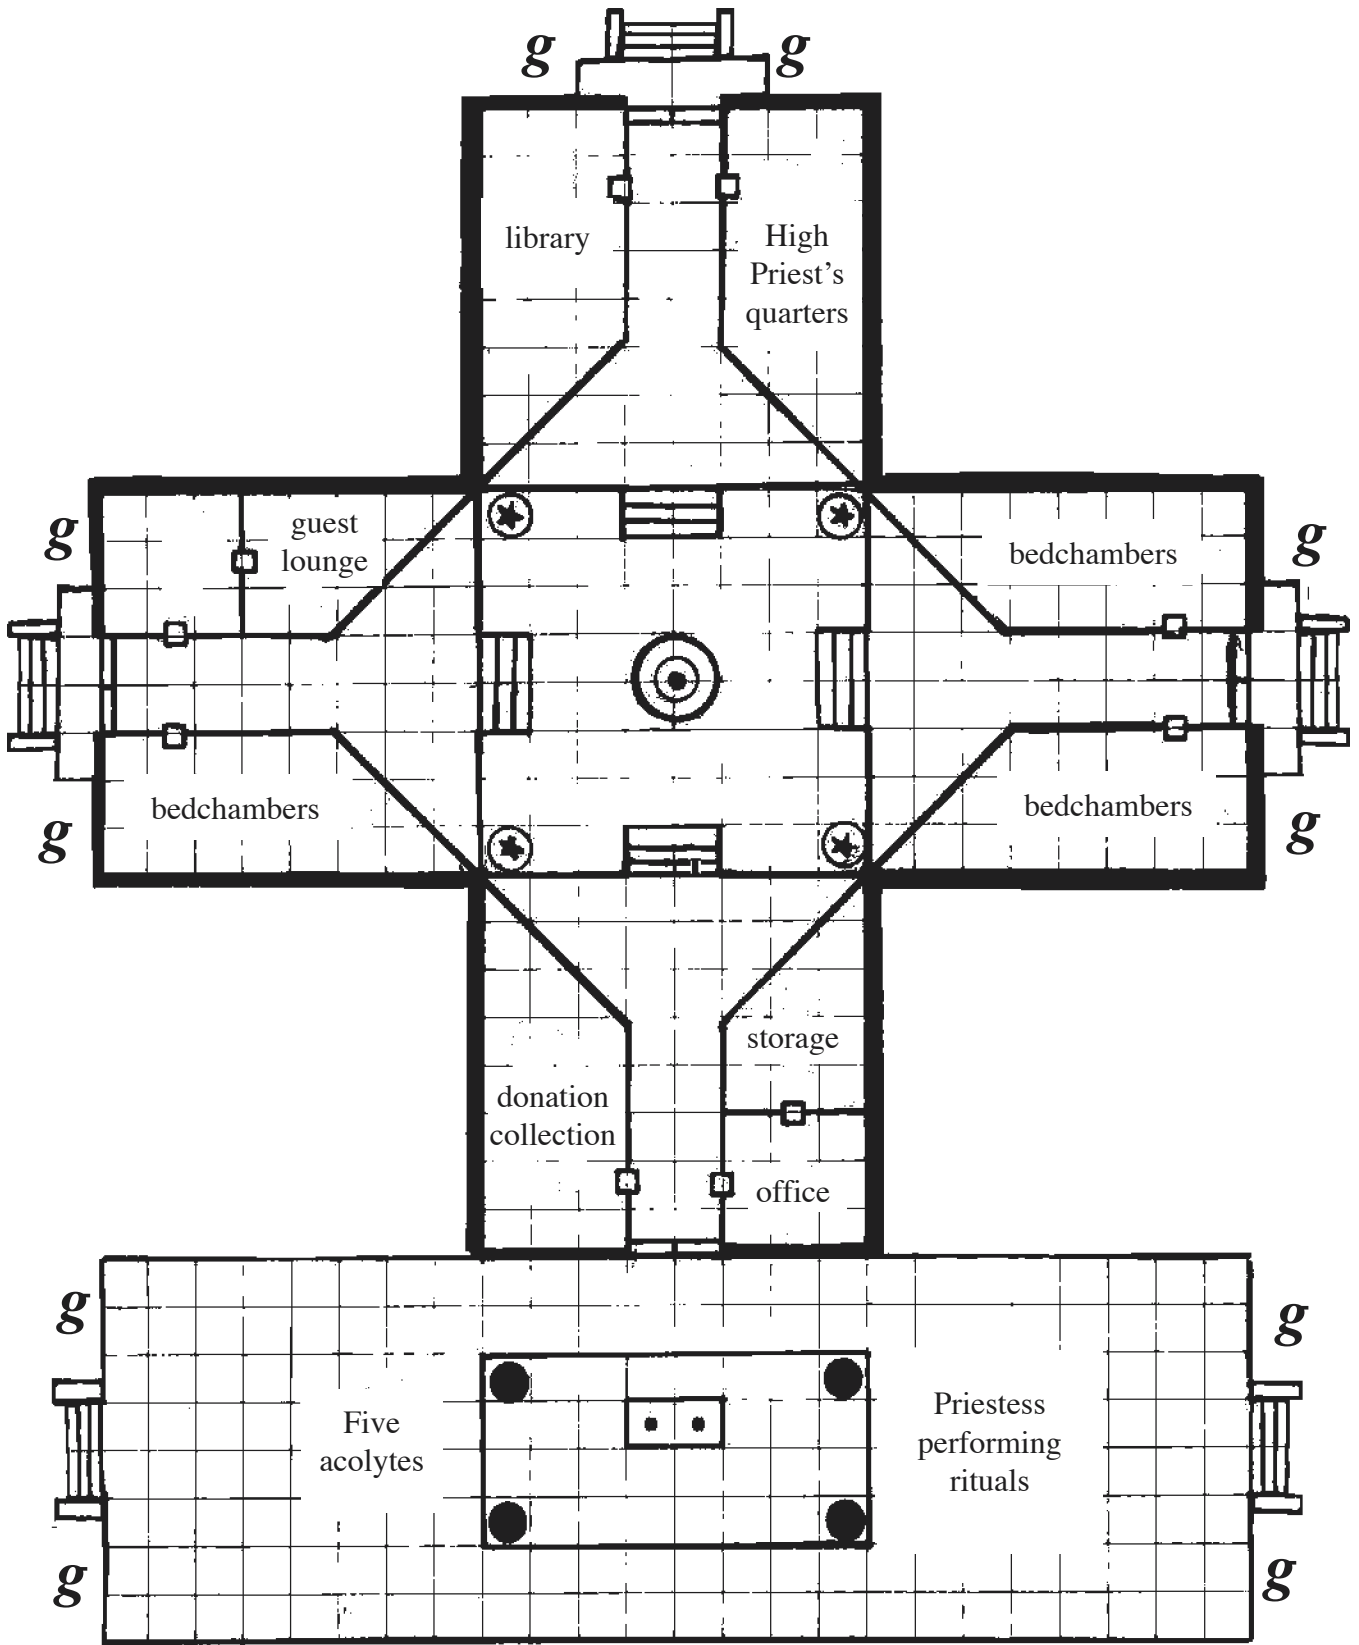 g
g
library
High
Priest’s
quarters
g
guest
lounge
bedchambers
g
g
bedchambers
bedchambers
g
g
storage
donation
collection
office
g
g
Five
acolytes
Priestess
performing
rituals
g
g